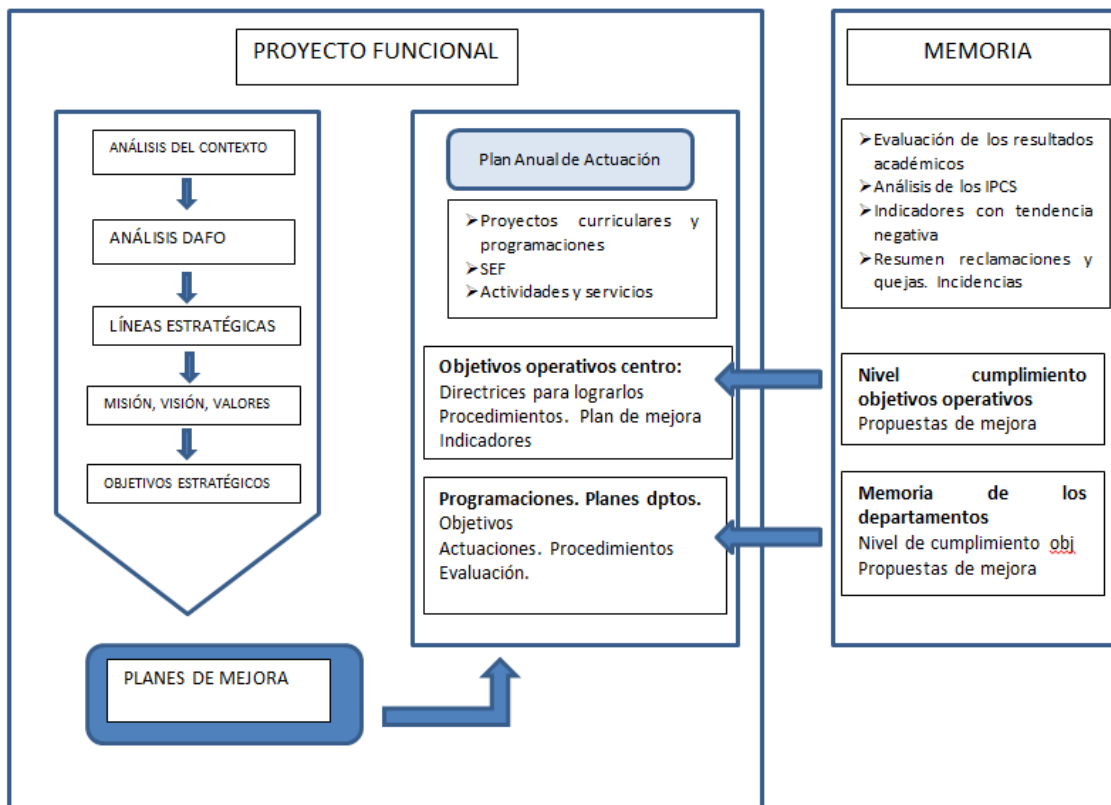 PROYECTO FUNCIONAL
ANÁLISIS DEL CONTEXTO
ANÁLISIS DAFO
LÍNEAS ESTRATÉGICAS
MISIÓN, VISIÓN, VALORES
OBJETIVOS ESTRATÉGICOS
PLANES DE MEJORA
Plan Anual de Actuación
➢Proyectos curriculares y
programaciones
➢SEF
➢Actividades y servicios
Objetivos operativos centro:
Directrices para lograrlos
Procedimientos. Plan de mejora
Indicadores
Programaciones. Planes dptos.
Objetivos
Actuaciones. Procedimientos
Evaluación.
MEMORIA
➢Evaluación de los resultados
académicos
➢Análisis de los IPCS
➢Indicadores con tendencia
negativa
➢Resumen reclamaciones y
quejas. Incidencias
Nivel cumplimiento
objetivos operativos
Propuestas de mejora
Memoria de los
departamentos
Nivel de cumplimiento obj
Propuestas de mejora